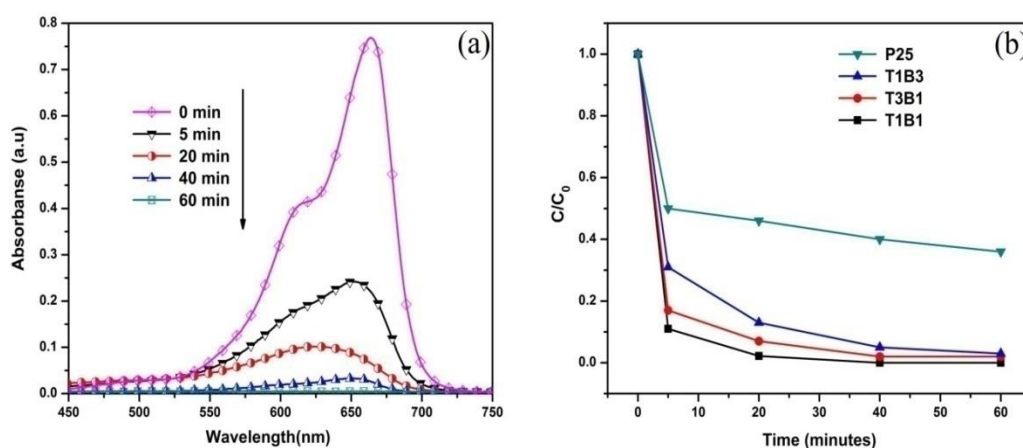 (a)
0.8
0.7
0.6
0.5
0.4
0.3
0.2
0.1
0.0
Absorbanse (a.u)
0 min
5 min
20 min
40 min
60 min
450 500 550 600 650 700 750
Wavelength(nm)
(b)
1.0
0.8
0.6
0.4
0.2
0.0
C/C0
P25
T1B3
T3B1
T1B1
0 10 20 30 40 50 60
Time (minutes)